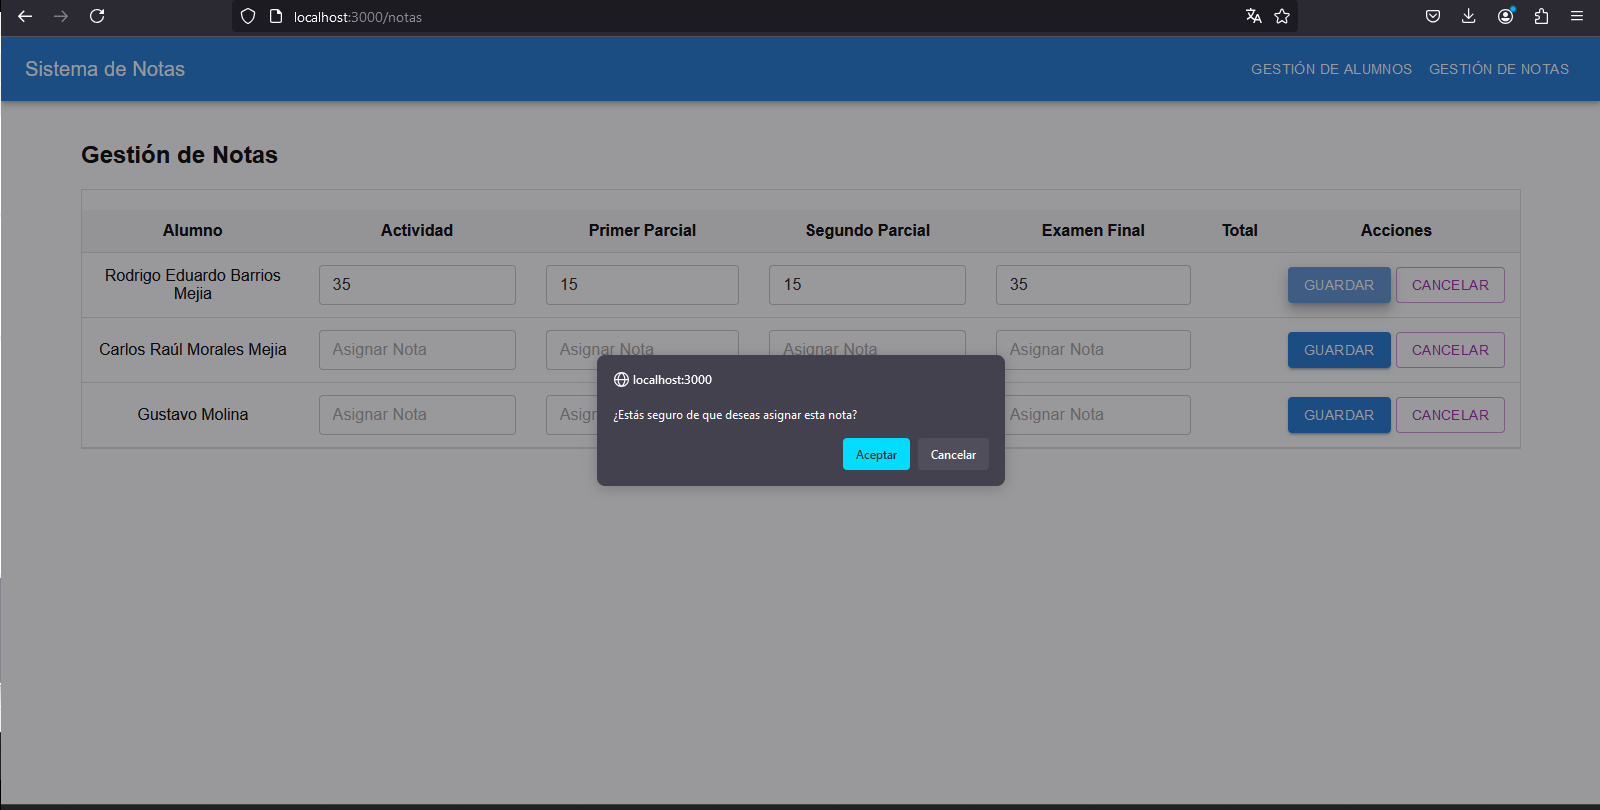 localhost:3000/notas
Sistema de Notas
GESTIÓN DE ALUMNOS GESTIÓN DE NOTAS
Gestión de Notas
Alumno Actividad Primer Parcial Segundo Parcial Examen Final Total Acciones
Rodrigo Eduardo Barrios
Mejia
35 15 15 35 GUARDAR CANCELAR
Carlos Raúl Morales Mejia Asignar Nota Asignar Nota Asignar Nota Asignar Nota GUARDAR CANCELAR
Gustavo Molina Asignar Nota Asignar Nota GUARDAR CANCELAR
localhost:3000
¿Estás seguro de que deseas asignar esta nota?
Aceptar Cancelar